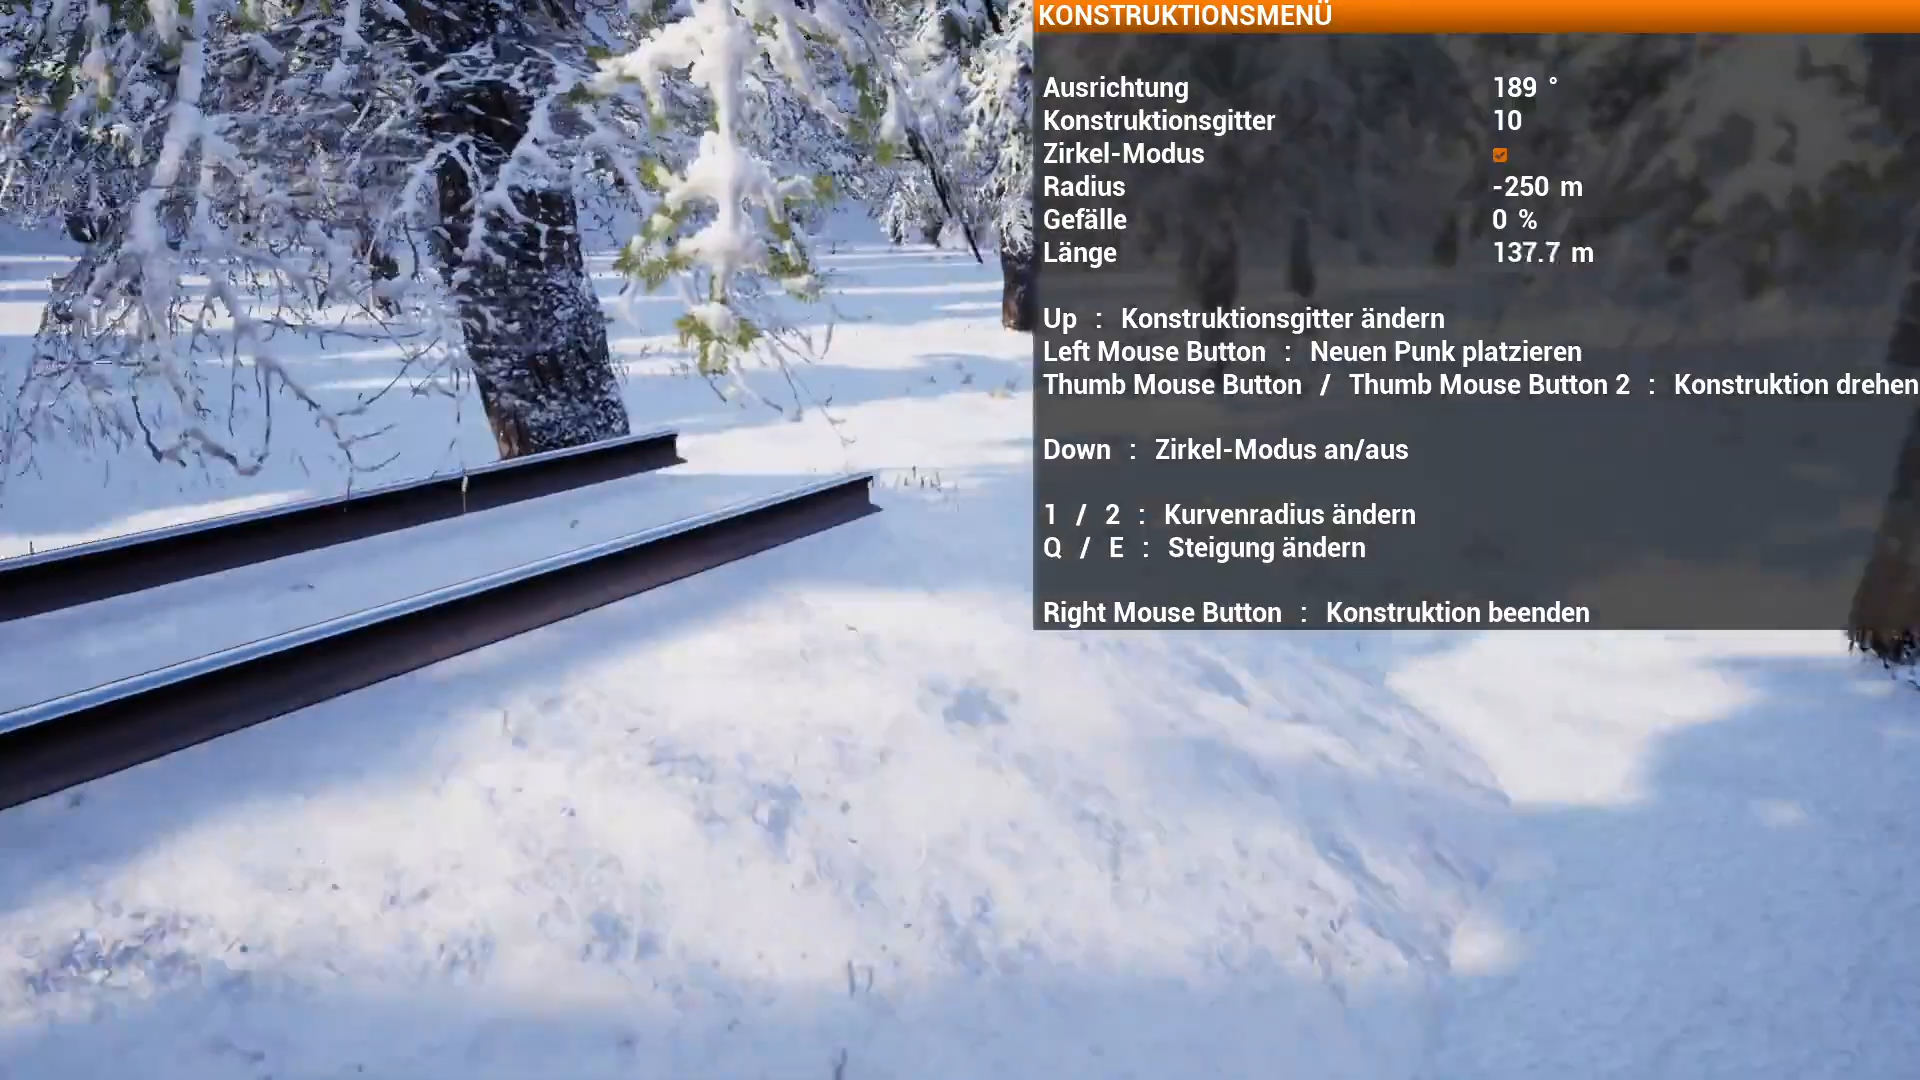 KONSTRUKTIONSMENÜ
Ausrichtung 189 °
Konstruktionsgitter 10
Zirkel-Modus
Radius -250 m
Gefälle 0 %
Länge 137.7 m
Up : Konstruktionsgitter ändern
Left Mouse Button : Neuen Punk platzieren
Thumb Mouse Button / Thumb Mouse Button 2 : Konstruktion drehen
Down : Zirkel-Modus an/aus
1 / 2 : Kurvenradius ändern
Q / E : Steigung ändern
Right Mouse Button : Konstruktion beenden